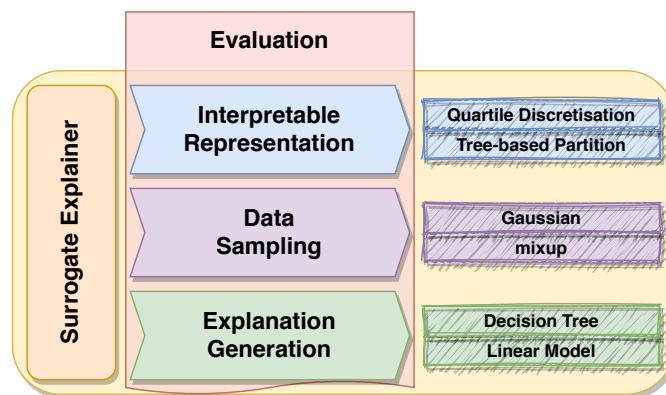 Evaluation
Surrogate Explainer
Interpretable
Representation
Quartile Discretisation
Tree-based Partition
Data
Sampling
Gaussian
mixup
Explanation
Generation
Decision Tree
Linear Model